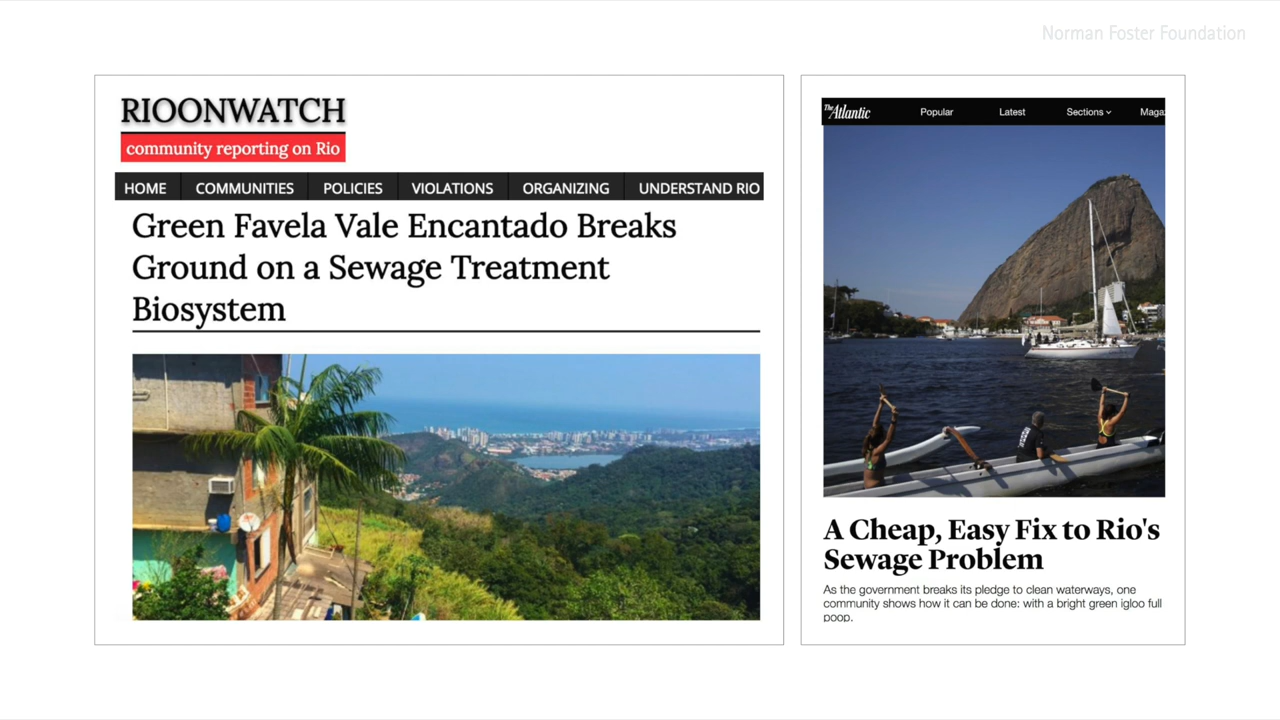 Norman Foster Foundation
RIOONWATCH
community reporting on Rio
HOME COMMUNITIES POLICIES VIOLATIONS ORGANIZING UNDERSTAND RIO
Green Favela Vale Encantado Breaks
Ground on a Sewage Treatment
Biosystem
The Atlantic Popular Latest Sections Maga
A Cheap, Easy Fix to Rio's
Sewage Problem
As the government breaks its pledge to clean waterways, one
community shows how it can be done: with a bright green igloo full
poop.